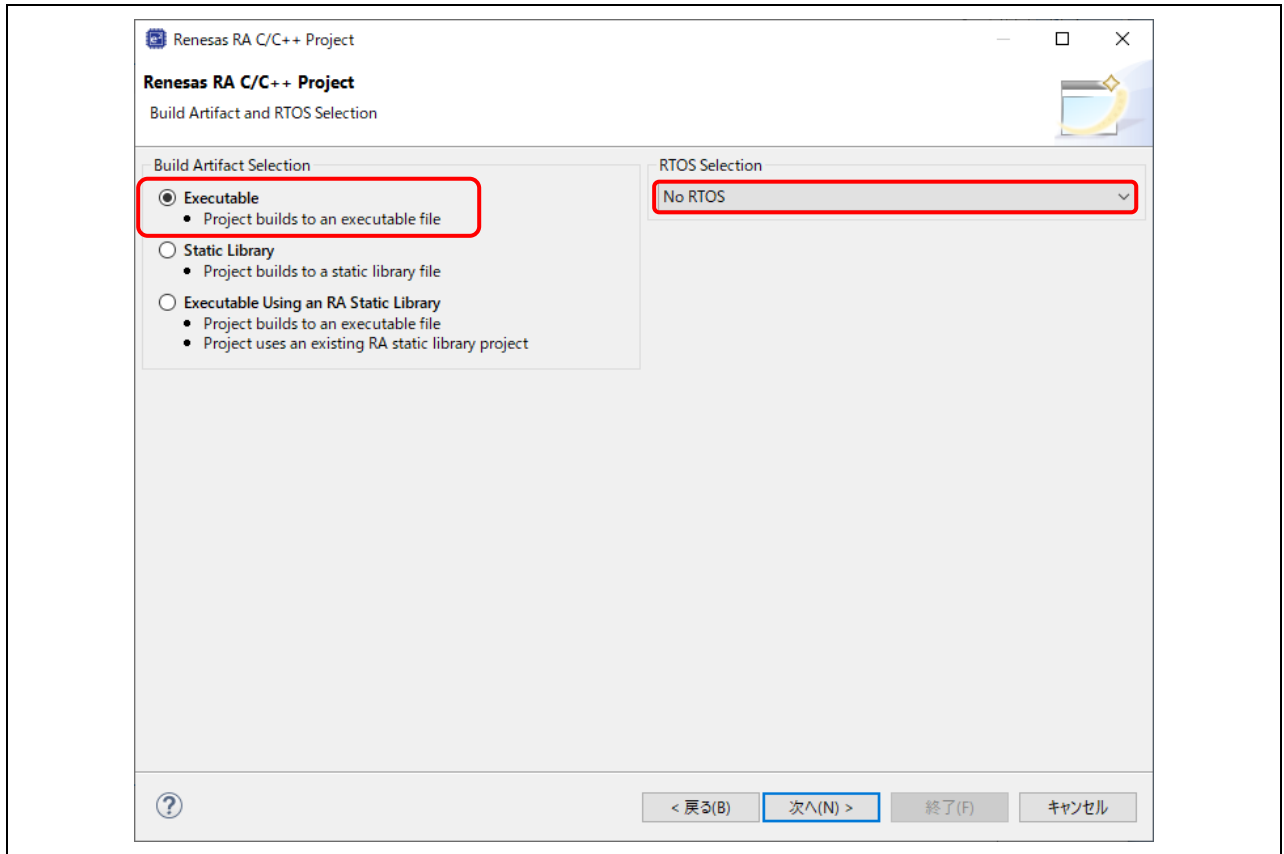 Renesas RA C/C++ Project
Renesas RA C/C++ Project
Build Artifact and RTOS Selection
Build Artifact Selection
Executable
• Project builds to an executable file
Static Library
• Project builds to a static library file
Executable Using an RA Static Library
• Project builds to an executable file
• Project uses an existing RA static library project
RTOS Selection
No RTOS
?
< 戻る(B)
次へ(N) >
終了(F)
キャンセル